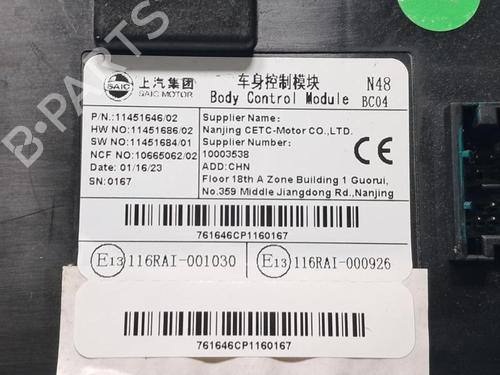 SAIC
上汽集团
SAIC MOTOR
车身控制模块
Body Control Module
N48
BC04
P/N:11451646/02
HW NO:11451686/02
SW NO:11451684/01
NCF NO:10665062/02
Date: 01/16/23
SN:0167
Supplier Name:
Nanjing CETC-Motor CO.,LTD.
Supplier Number:
10003538
ADD:CHN
Floor 18th A Zone Building 1 Guorui,
No.359 Middle Jiangdong Rd.,Nanjing
CE
761646CP1160167
E13 116RAI-001030
E13 116RAI-000926
761646CP1160167
B-PARTS